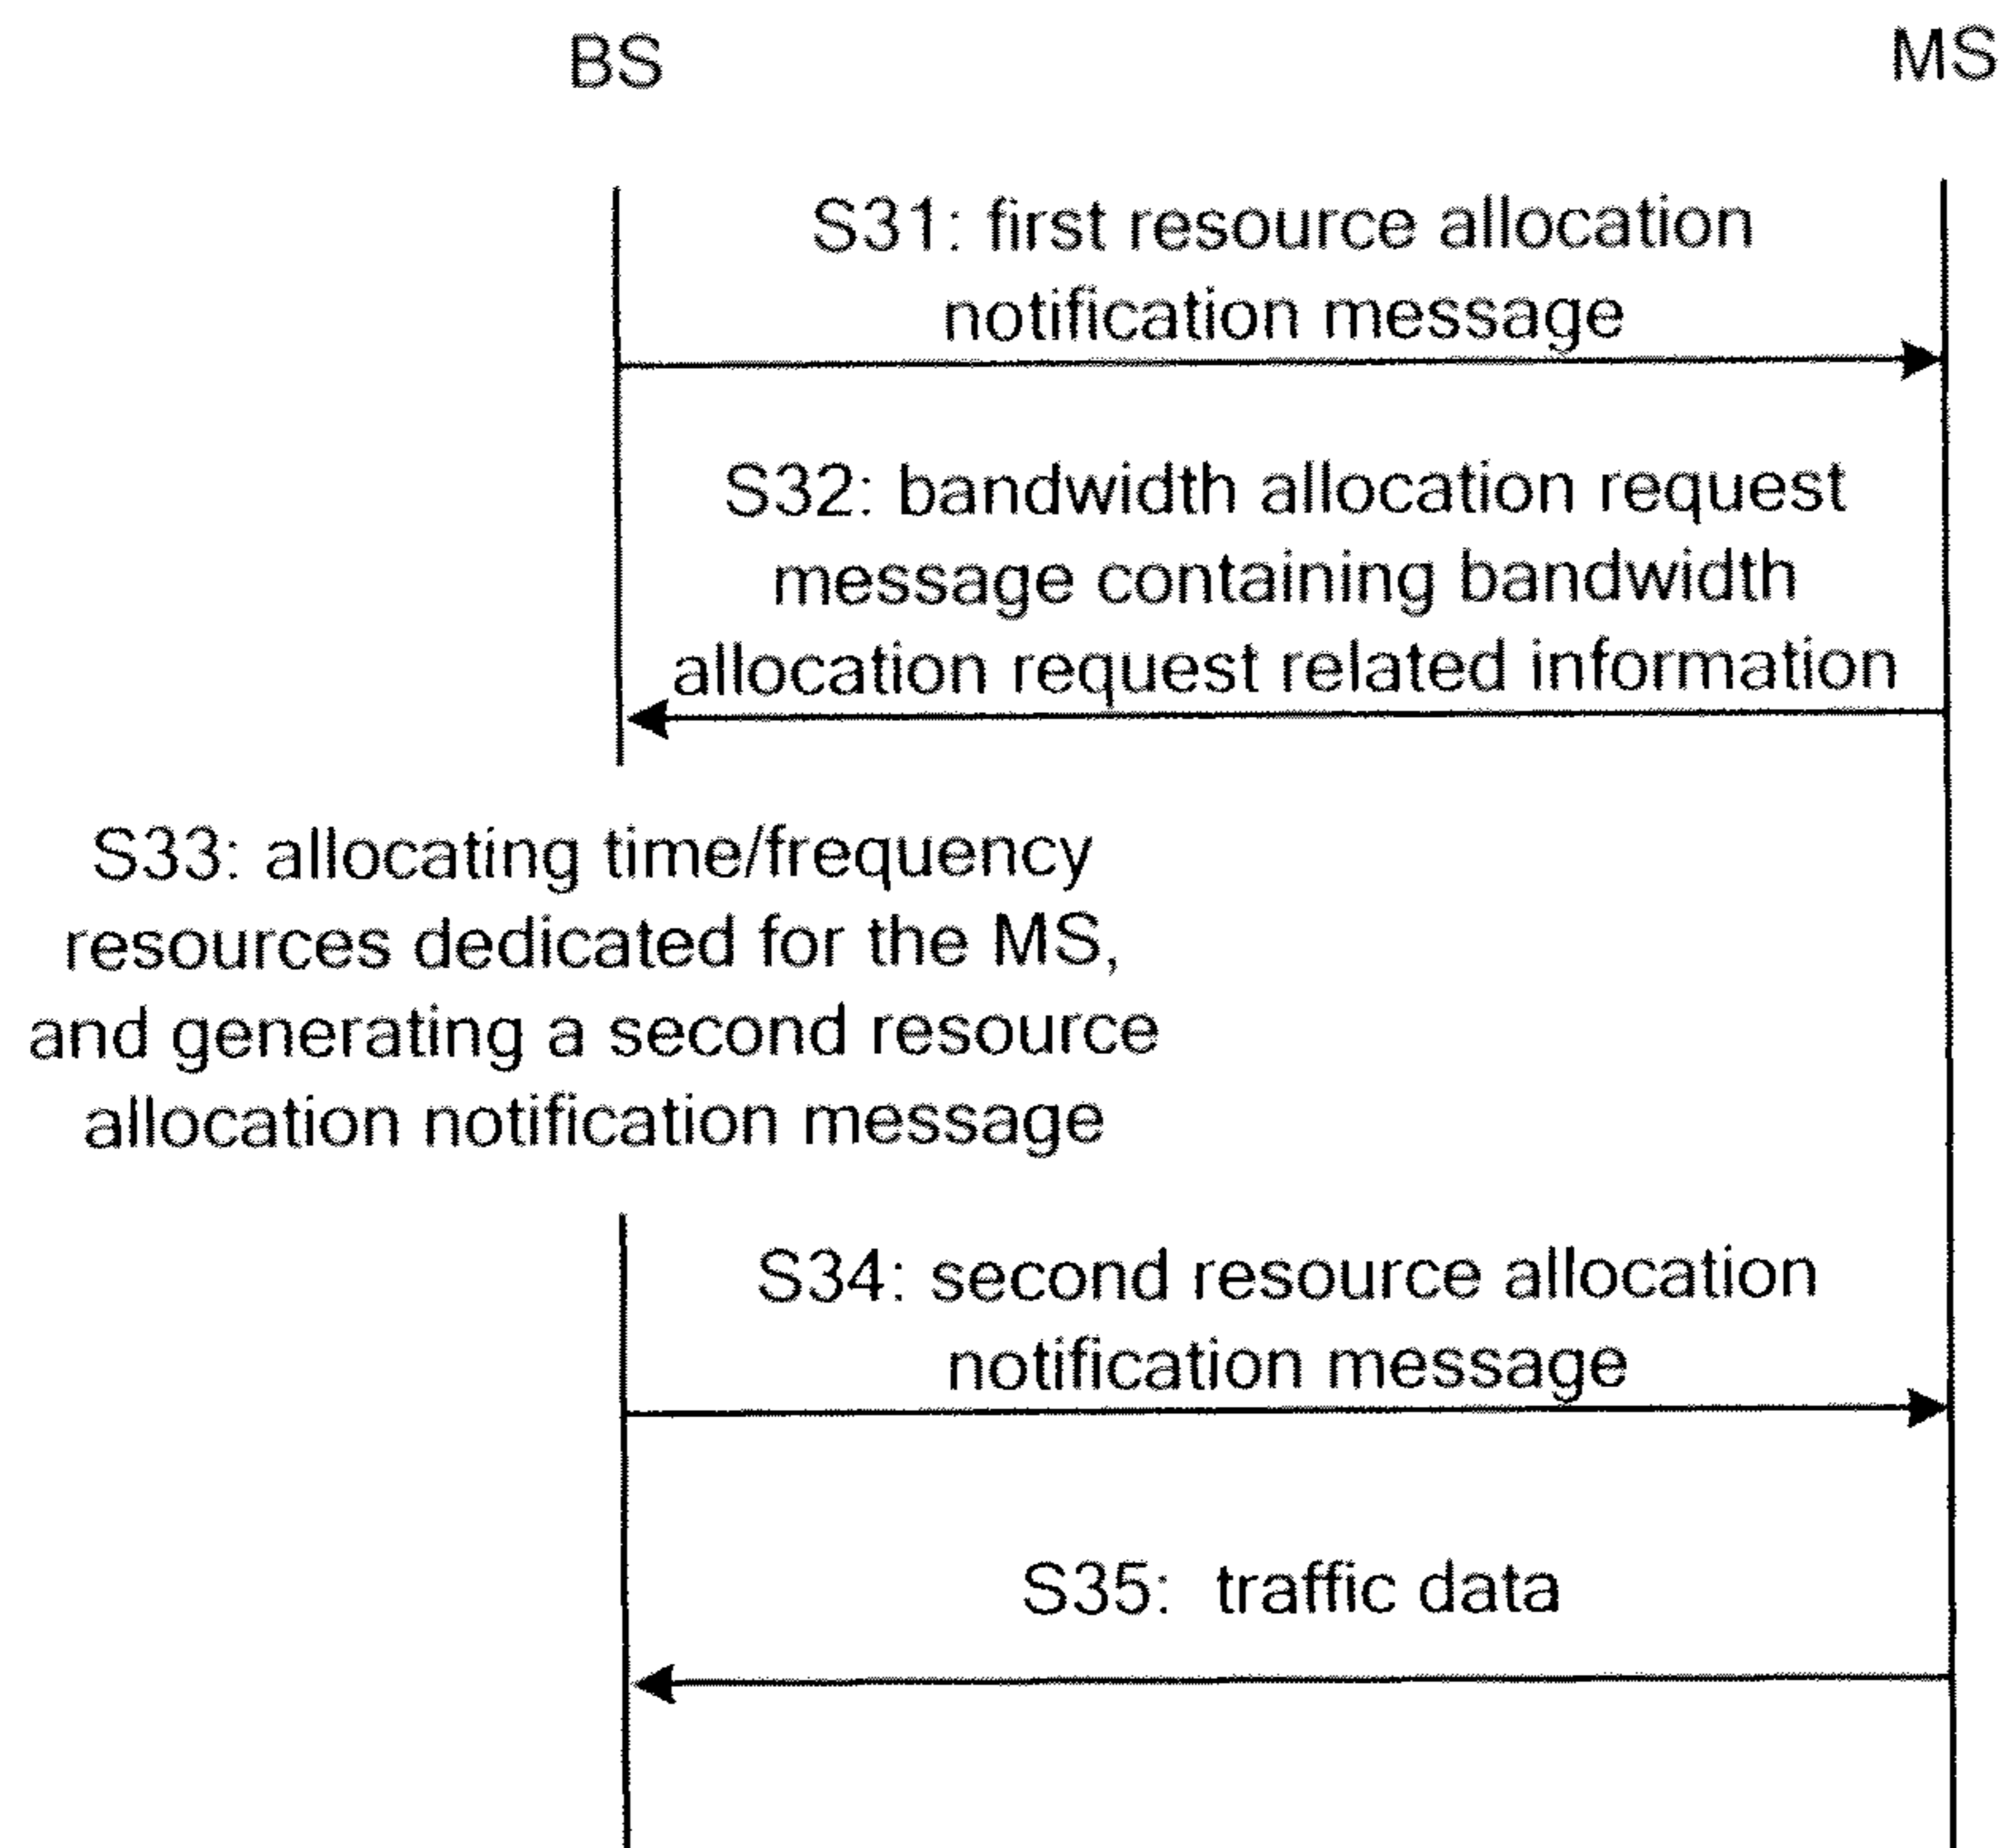 BS
MS
S31: first resource allocation
notification message
S32: bandwidth allocation request
message containing bandwidth
allocation request related information
S33: allocating time/frequency
resources dedicated for the MS,
and generating a second resource
allocation notification message
S34: second resource allocation
notification message
S35: traffic data